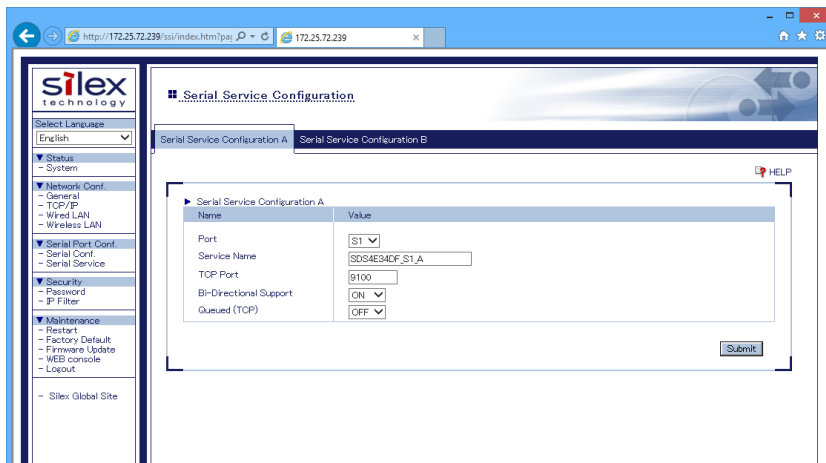 http://172.25.72.239/ssi/index.htm?pa
172.25.72.239
silex
technology
Select Language
English
Status
- System
Network Conf.
- General
- TCP/IP
- Wired LAN
- Wireless LAN
Serial Port Conf.
- Serial Conf.
- Serial Service
Security
- Password
- IP Filter
Maintenance
- Restart
- Factory Default
- Firmware Update
- WEB console
- Logout
- Silex Global Site
Serial Service Configuration
Serial Service Configuration A Serial Service Configuration B
HELP
Serial Service Configuration A
Name Value
Port S1
Service Name SDS4E34DF_S1_A
TCP Port 9100
Bi-Directional Support ON
Queued (TCP) OFF
Submit